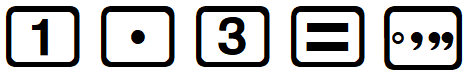 1 • 3 = °,,,